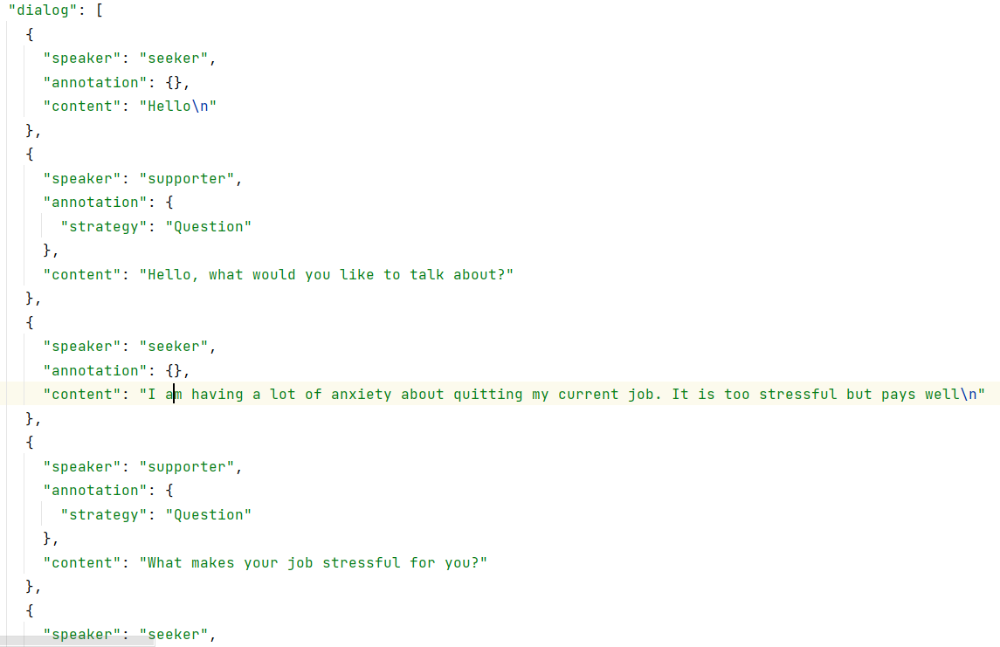 "dialog": [
{
"speaker": "seeker",
"annotation": {},
"content": "Hello\n"
},
{
"speaker": "supporter",
"annotation": {
"strategy": "Question"
},
"content": "Hello, what would you like to talk about?"
},
{
"speaker": "seeker",
"annotation": {},
"content": "I am having a lot of anxiety about quitting my current job. It is too stressful but pays well\n"
},
{
"speaker": "supporter",
"annotation": {
"strategy": "Question"
},
"content": "What makes your job stressful for you?"
},
{
"speaker": "seeker",